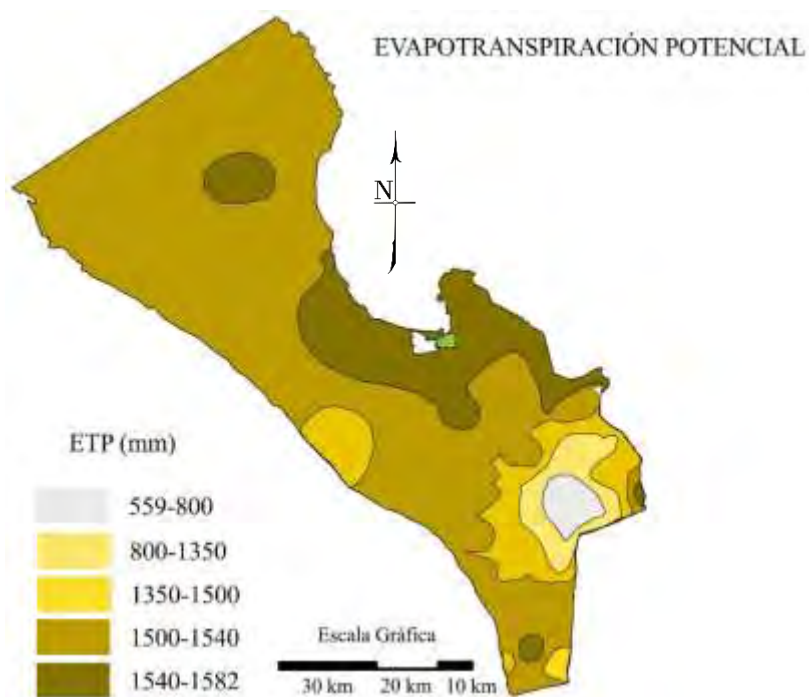 EVAPOTRANSPIRACIÓN POTENCIAL
N
ETP (mm)
559-800
800-1350
1350-1500
1500-1540
1540-1582
Escala Gráfica
30 km 20 km 10 km